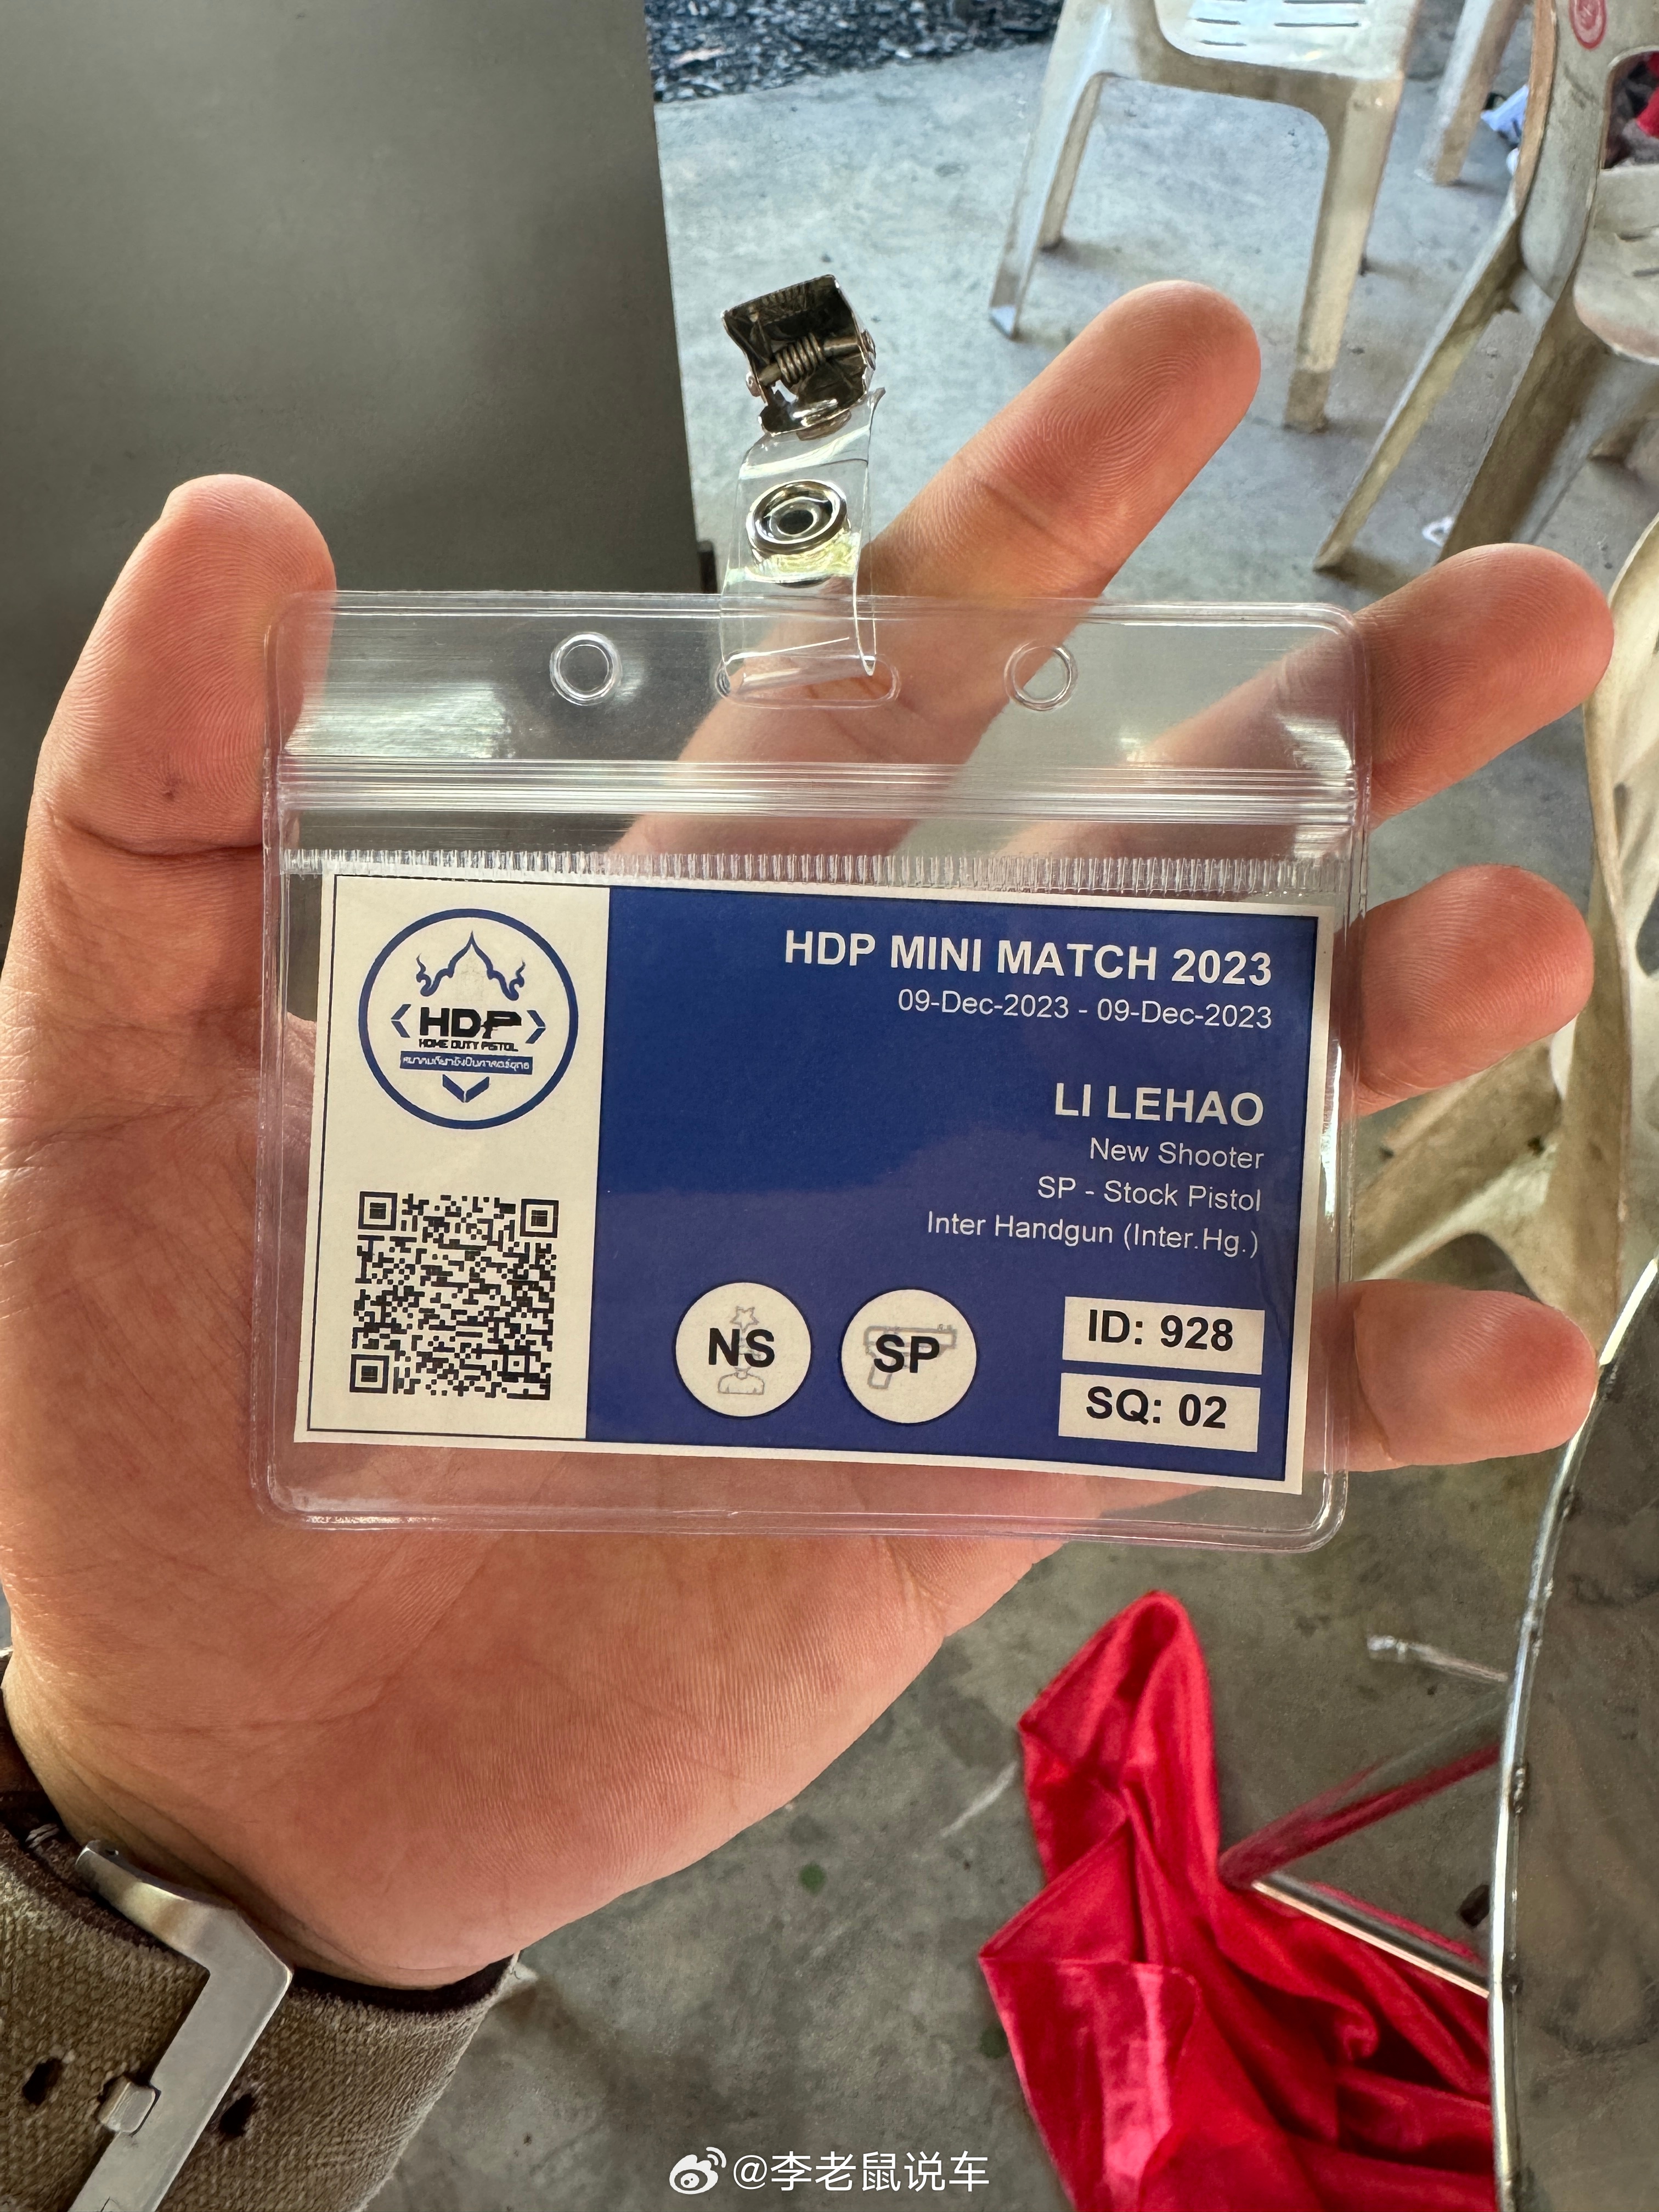 HDP
HOME DUTY PISTOL
HDP MINI MATCH 2023
09-Dec-2023 - 09-Dec-2023
LI LEHAO
New Shooter
SP - Stock Pistol
Inter Handgun (Inter.Hg.)
NS
SP
ID: 928
SQ: 02
@李老鼠说车